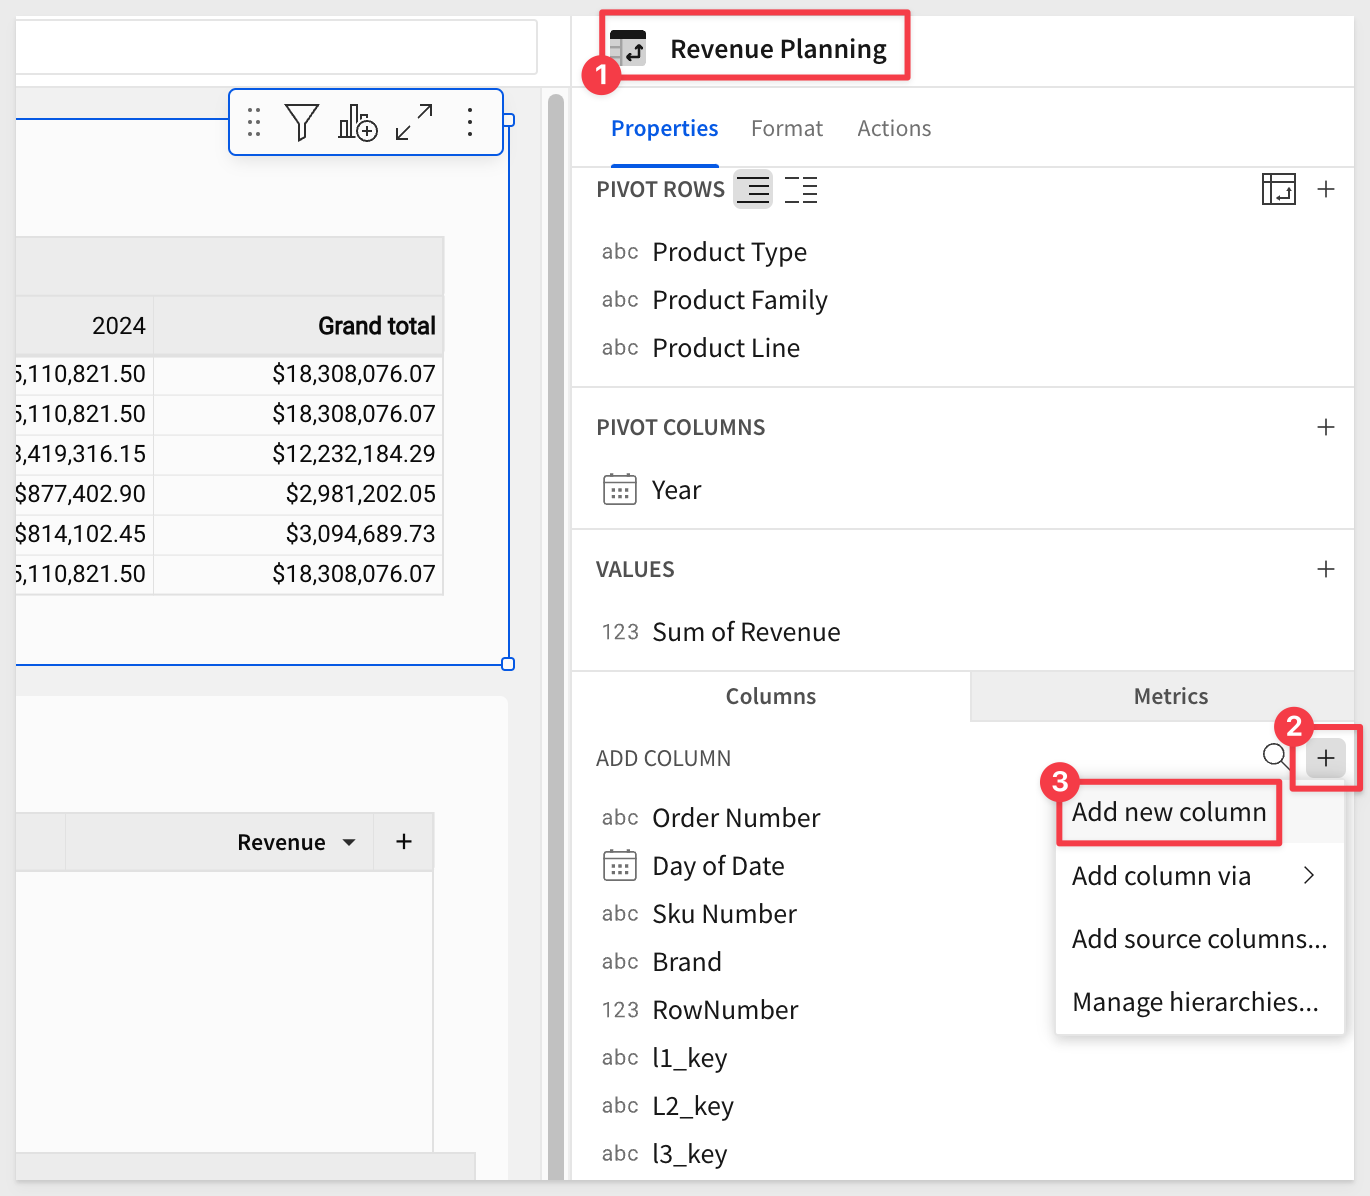 1
Revenue Planning
Properties Format Actions
PIVOT ROWS
abc Product Type
abc Product Family
abc Product Line
PIVOT COLUMNS
Year
VALUES
123 Sum of Revenue
Columns Metrics
ADD COLUMN
2
3
Add new column
Add column via
Add source columns...
Manage hierarchies...
abc Order Number
Day of Date
abc Sku Number
abc Brand
123 RowNumber
abc l1_key
abc L2_key
abc l3_key
2024 Grand total
5,110,821.50 $18,308,076.07
5,110,821.50 $18,308,076.07
3,419,316.15 $12,232,184.29
$877,402.90 $2,981,202.05
$814,102.45 $3,094,689.73
5,110,821.50 $18,308,076.07
Revenue